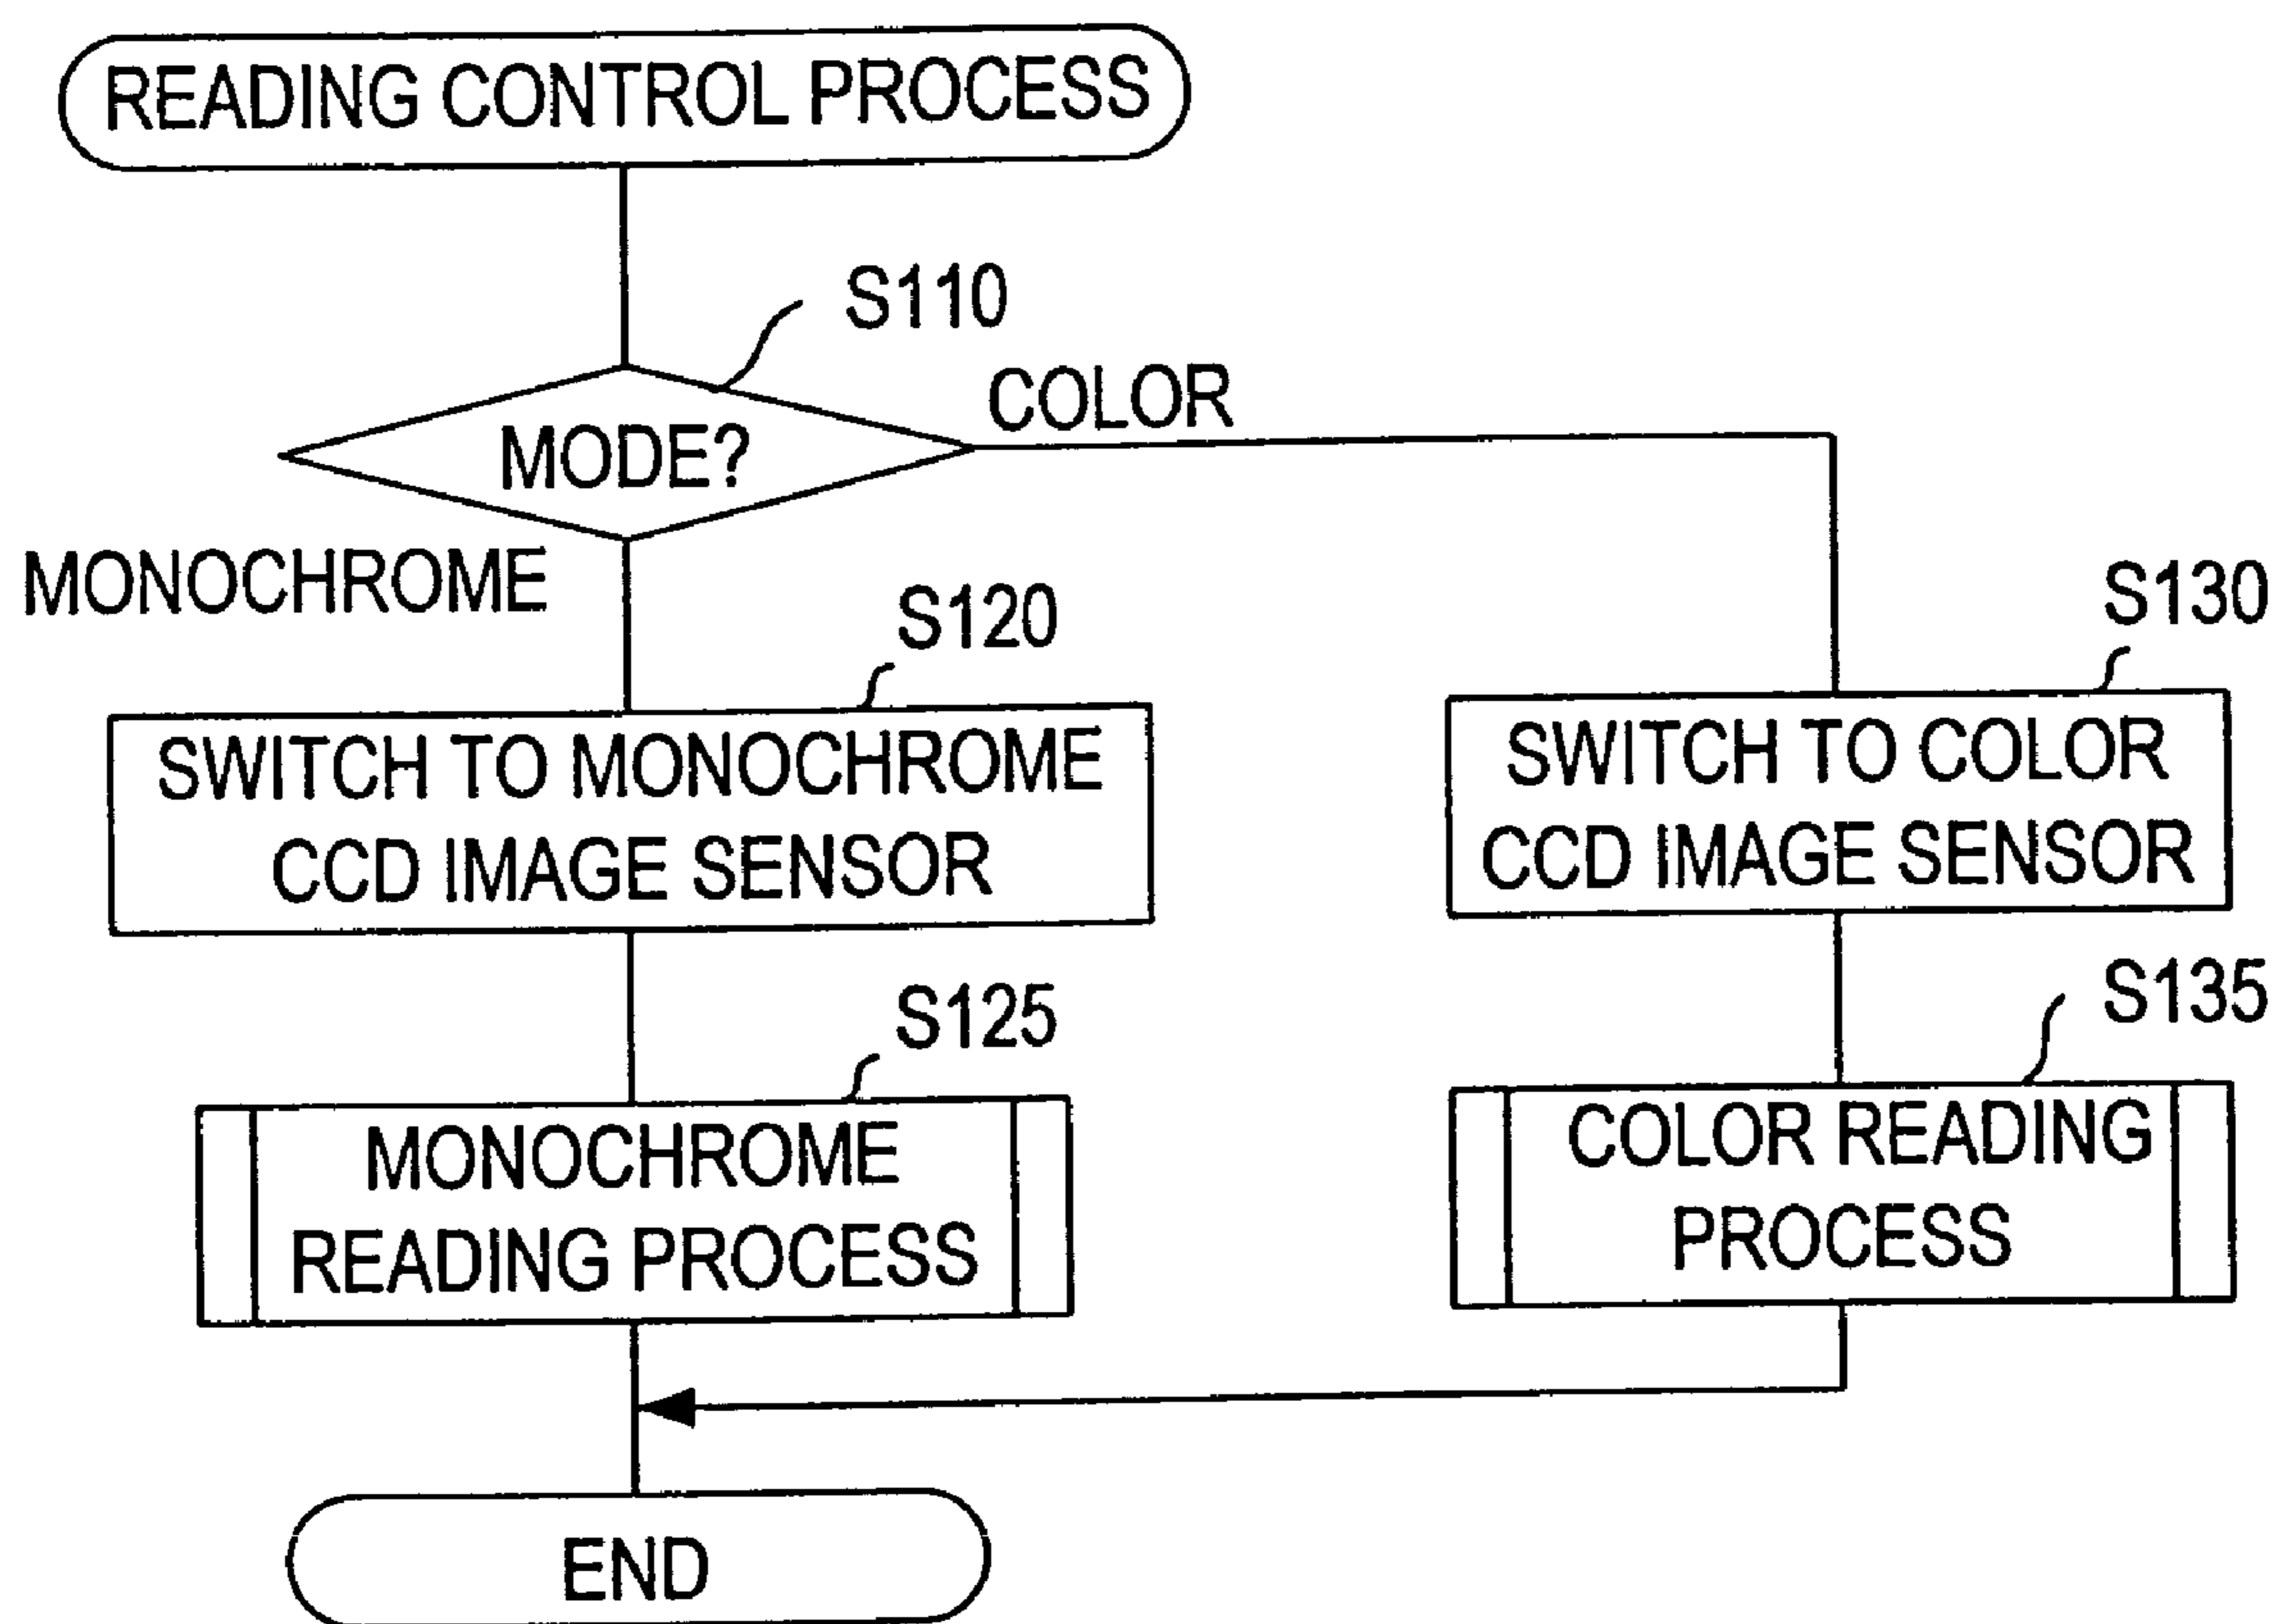 READING CONTROL PROCESS
S110
MODE?
COLOR
MONOCHROME
S120
SWITCH TO MONOCHROME
CCD IMAGE SENSOR
S125
MONOCHROME
READING PROCESS
S130
SWITCH TO COLOR
CCD IMAGE SENSOR
S135
COLOR READING
PROCESS
END